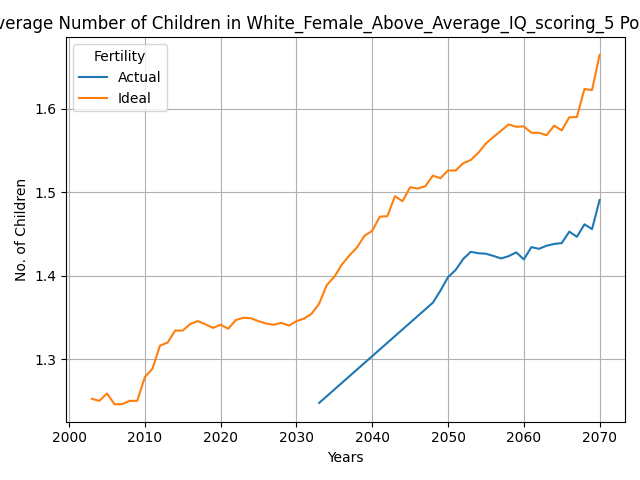 verage Number of Children in White_Female_Above_Average_IQ_scoring_5 Po
Fertility
Actual
Ideal
No. of Children
1.6
1.5
1.4
1.3
2000 2010 2020 2030 2040 2050 2060 2070
Years